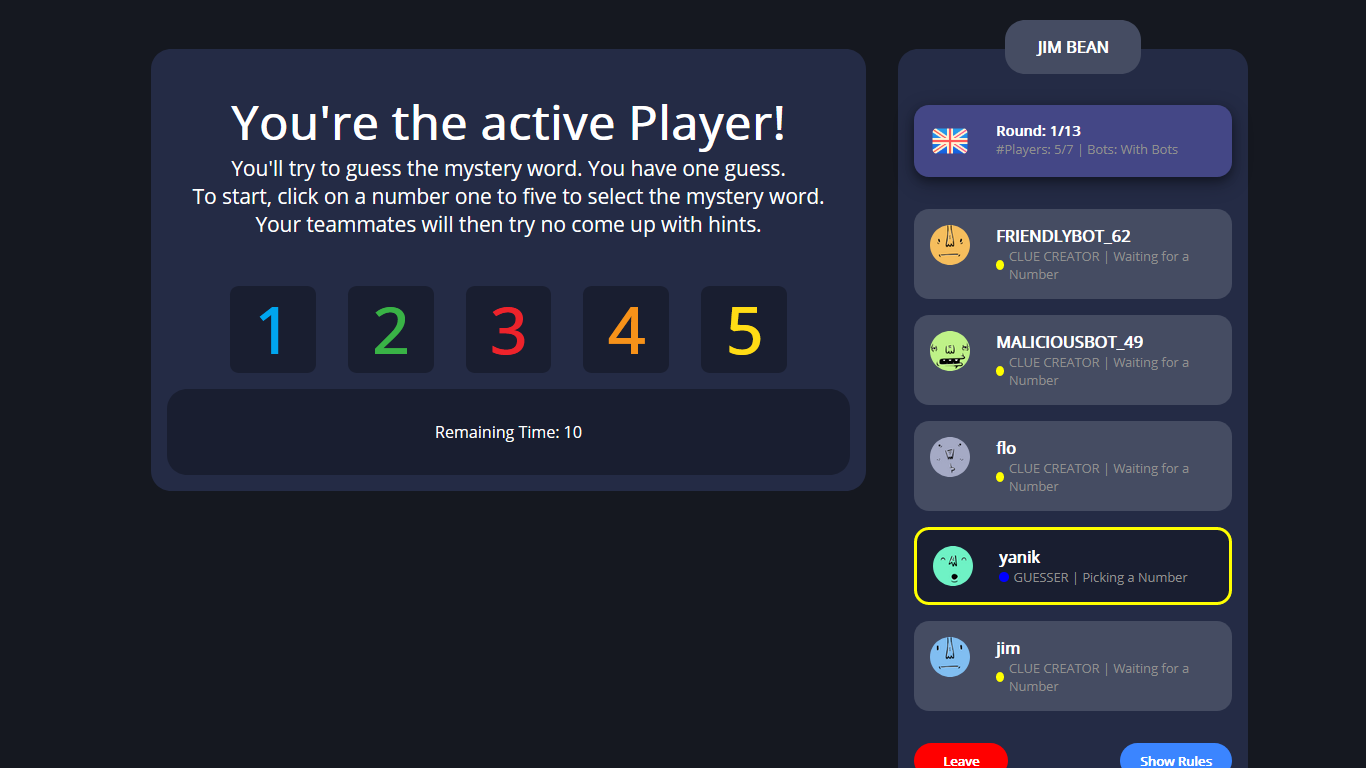 You're the active Player!
You'll try to guess the mystery word. You have one guess.
To start, click on a number one to five to select the mystery word.
Your teammates will then try no come up with hints.
1 2 3 4 5
Remaining Time: 10
JIM BEAN
Round: 1/13
#Players: 5/7 | Bots: With Bots
FRIENDLYBOT_62
CLUE CREATOR | Waiting for a
Number
MALICIOUSBOT_49
CLUE CREATOR | Waiting for a
Number
flo
CLUE CREATOR | Waiting for a
Number
yanik
GUESSER | Picking a Number
jim
CLUE CREATOR | Waiting for a
Number
Leave
Show Rules